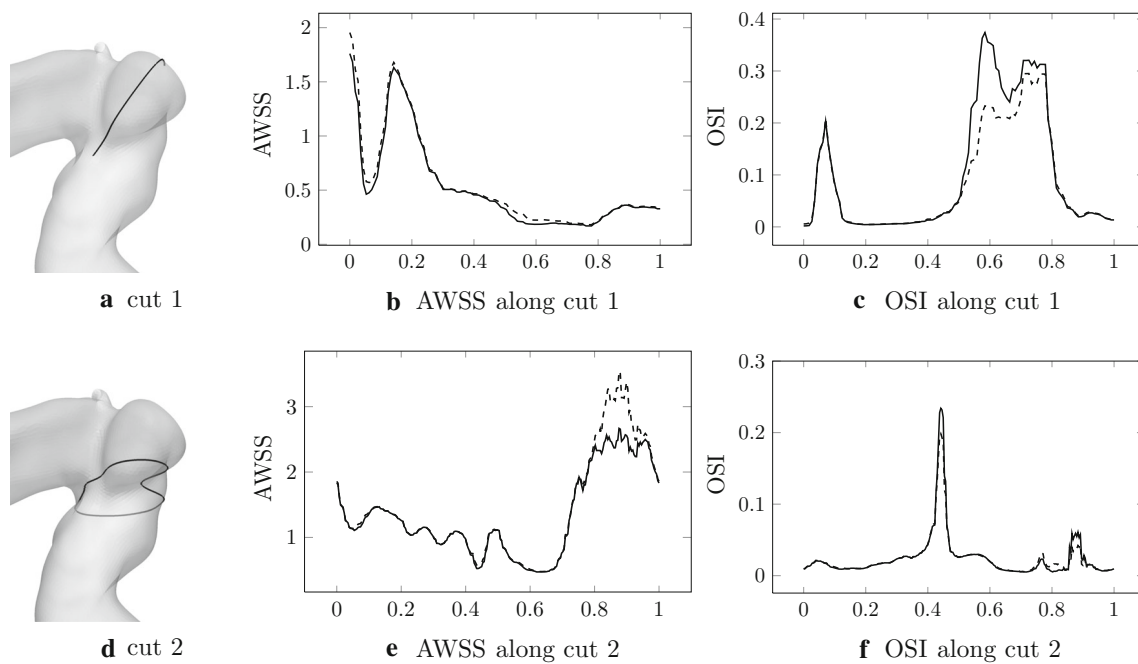 2
1.5
1
0.5
0
AWSS
0 0.2 0.4 0.6 0.8 1
0.4
0.3
0.2
0.1
0
OSI
0 0.2 0.4 0.6 0.8 1
a cut 1
b AWSS along cut 1
c OSI along cut 1
3
2
1
AWSS
0 0.2 0.4 0.6 0.8 1
0.3
0.2
0.1
0
OSI
0 0.2 0.4 0.6 0.8 1
d cut 2
e AWSS along cut 2
f OSI along cut 2